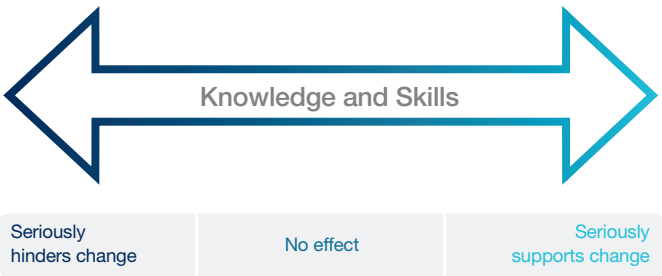 Knowledge and Skills
Seriously
hinders change
No effect
Seriously
supports change